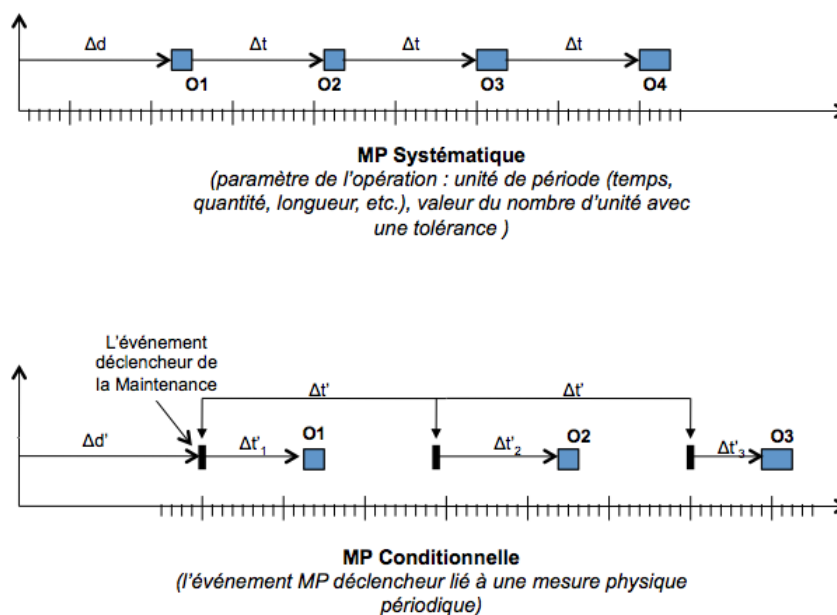 Δd Δt Δt Δt
O1 O2 O3 O4
MP Systématique
(paramètre de l'opération : unité de période (temps,
quantité, longueur, etc.), valeur du nombre d'unité avec
une tolérance )
L'événement
déclencheur de
la Maintenance
Δt' Δt'
Δd' Δt'1 O1 Δt'2 O2 Δt'3 O3
MP Conditionnelle
(l'événement MP déclencheur lié à une mesure physique
périodique)